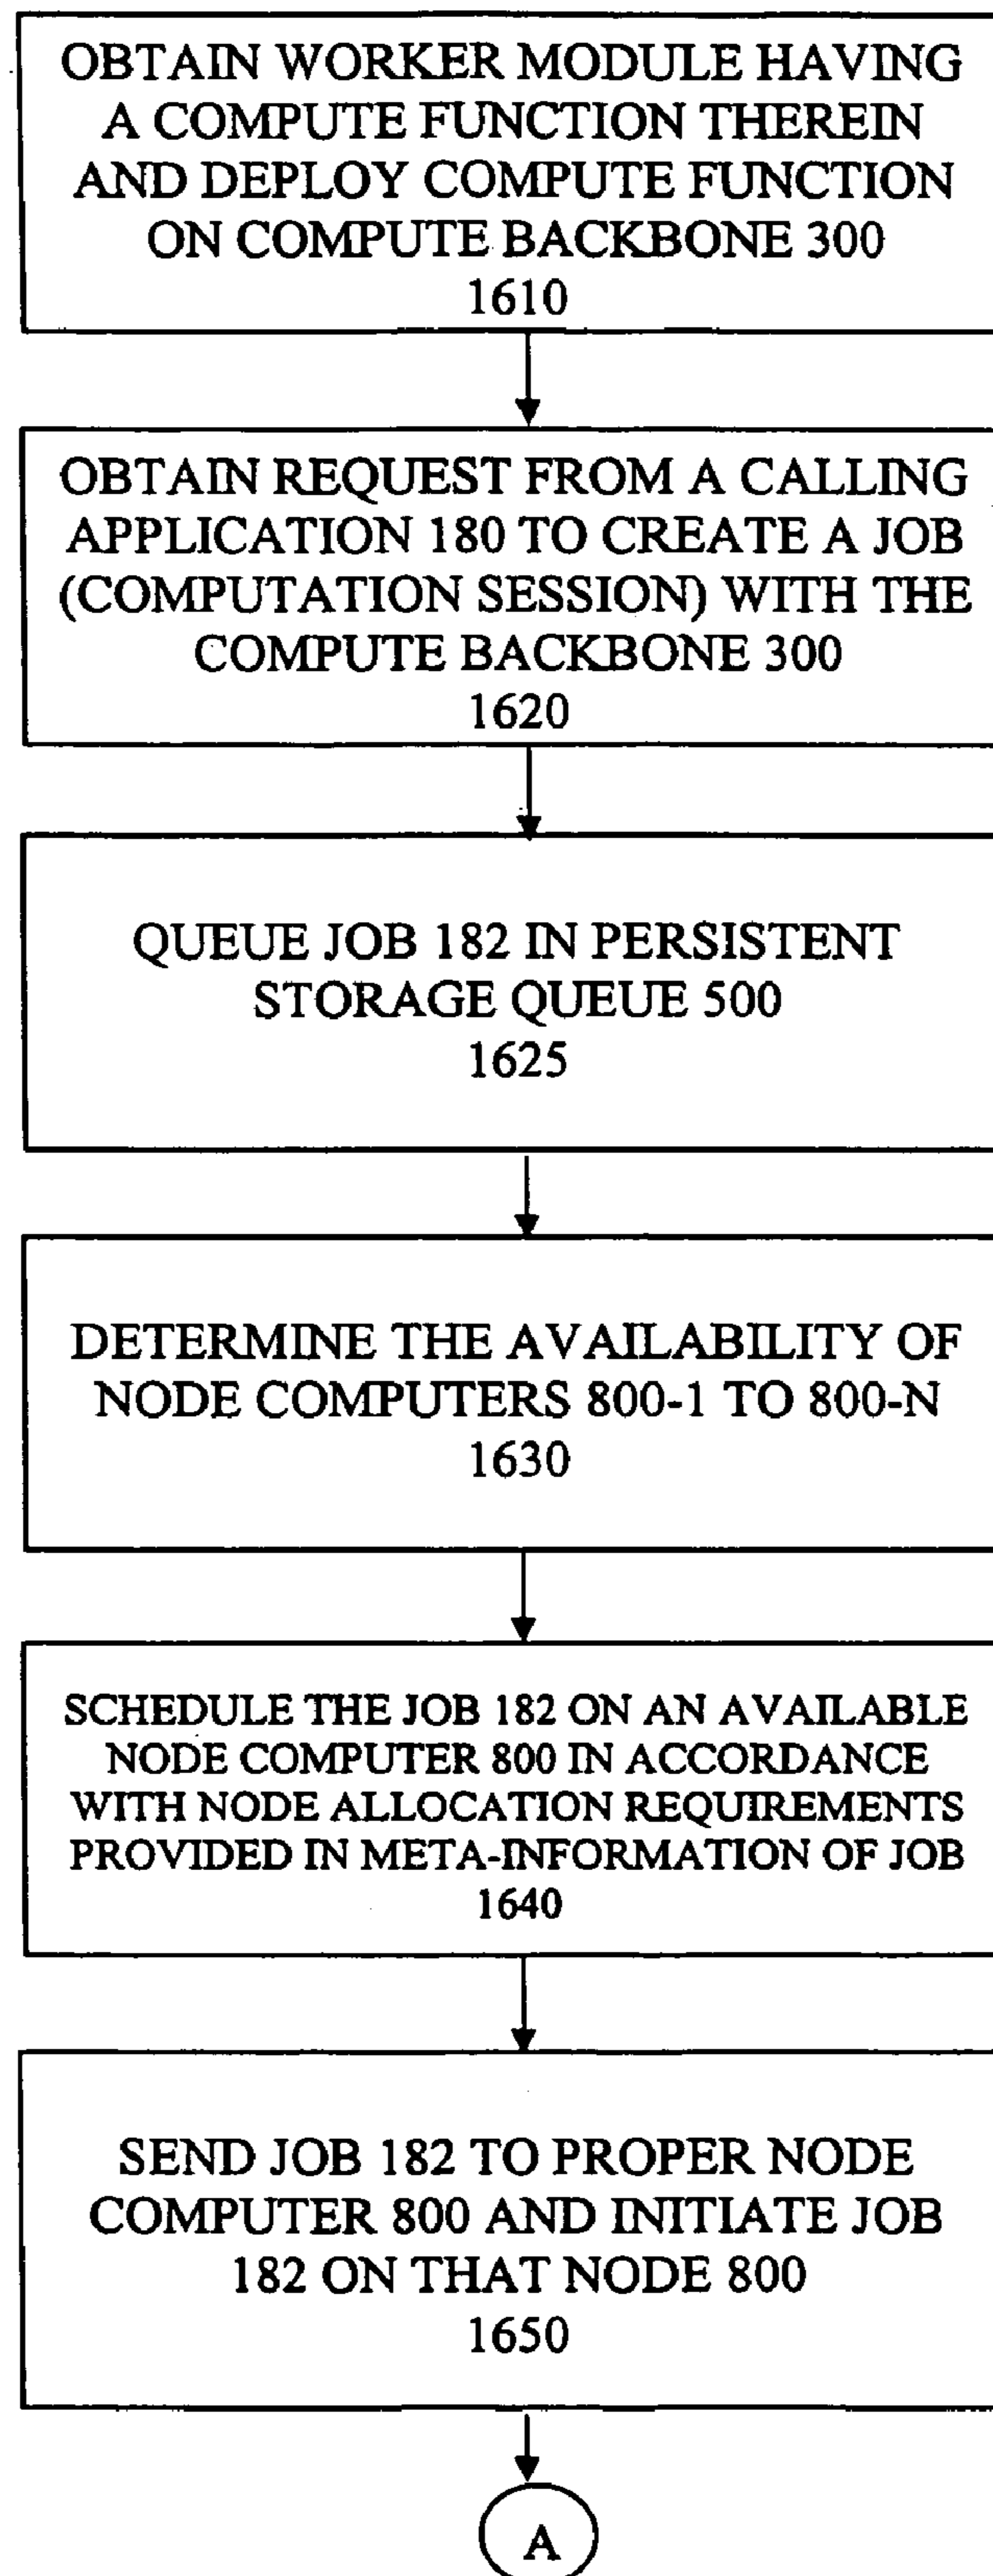 OBTAIN WORKER MODULE HAVING
A COMPUTE FUNCTION THEREIN
AND DEPLOY COMPUTE FUNCTION
ON COMPUTE BACKBONE 300
1610
OBTAIN REQUEST FROM A CALLING
APPLICATION 180 TO CREATE A JOB
(COMPUTATION SESSION) WITH THE
COMPUTE BACKBONE 300
1620
QUEUE JOB 182 IN PERSISTENT
STORAGE QUEUE 500
1625
DETERMINE THE AVAILABILITY OF
NODE COMPUTERS 800-1 TO 800-N
1630
SCHEDULE THE JOB 182 ON AN AVAILABLE
NODE COMPUTER 800 IN ACCORDANCE
WITH NODE ALLOCATION REQUIREMENTS
PROVIDED IN META-INFORMATION OF JOB
1640
SEND JOB 182 TO PROPER NODE
COMPUTER 800 AND INITIATE JOB
182 ON THAT NODE 800
1650
A